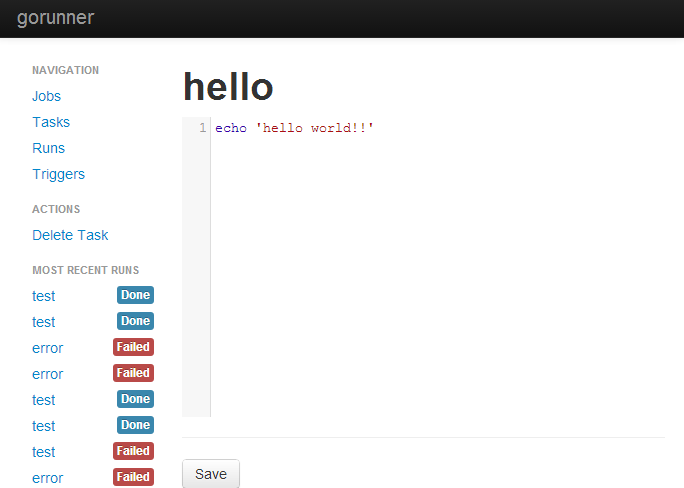 gorunner
NAVIGATION
Jobs
Tasks
Runs
Triggers
ACTIONS
Delete Task
MOST RECENT RUNS
test Done
test Done
error Failed
error Failed
test Done
test Done
test Failed
error Failed
hello
1 echo 'hello world!!'
Save